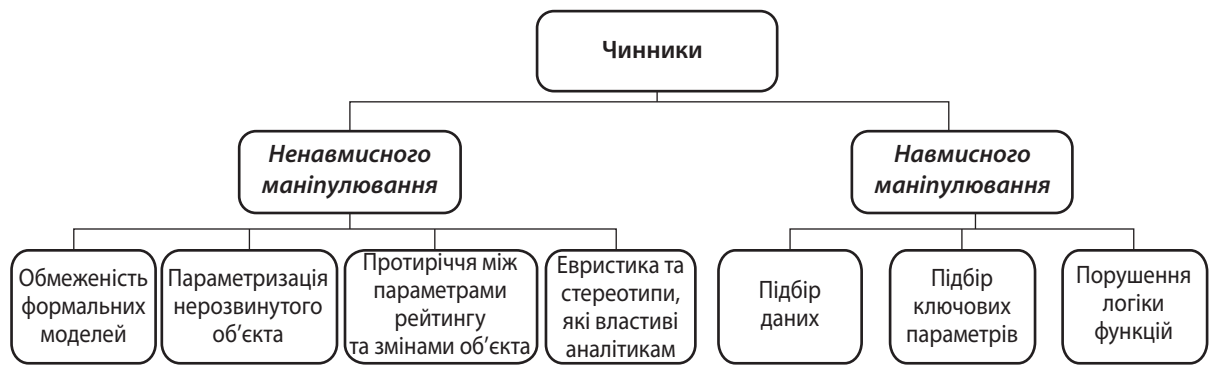 Чинники
Ненавмисного
маніпулювання
Навмисного
маніпулювання
Обмеженість
формальних
моделей
Параметризація
нерозвинутого
об’єкта
Протиріччя між
параметрами
рейтингу
та змінами об’єкта
Евристика та
стереотипи,
які властиві
аналітикам
Підбір
даних
Підбір
ключових
параметрів
Порушення
логіки
функцій